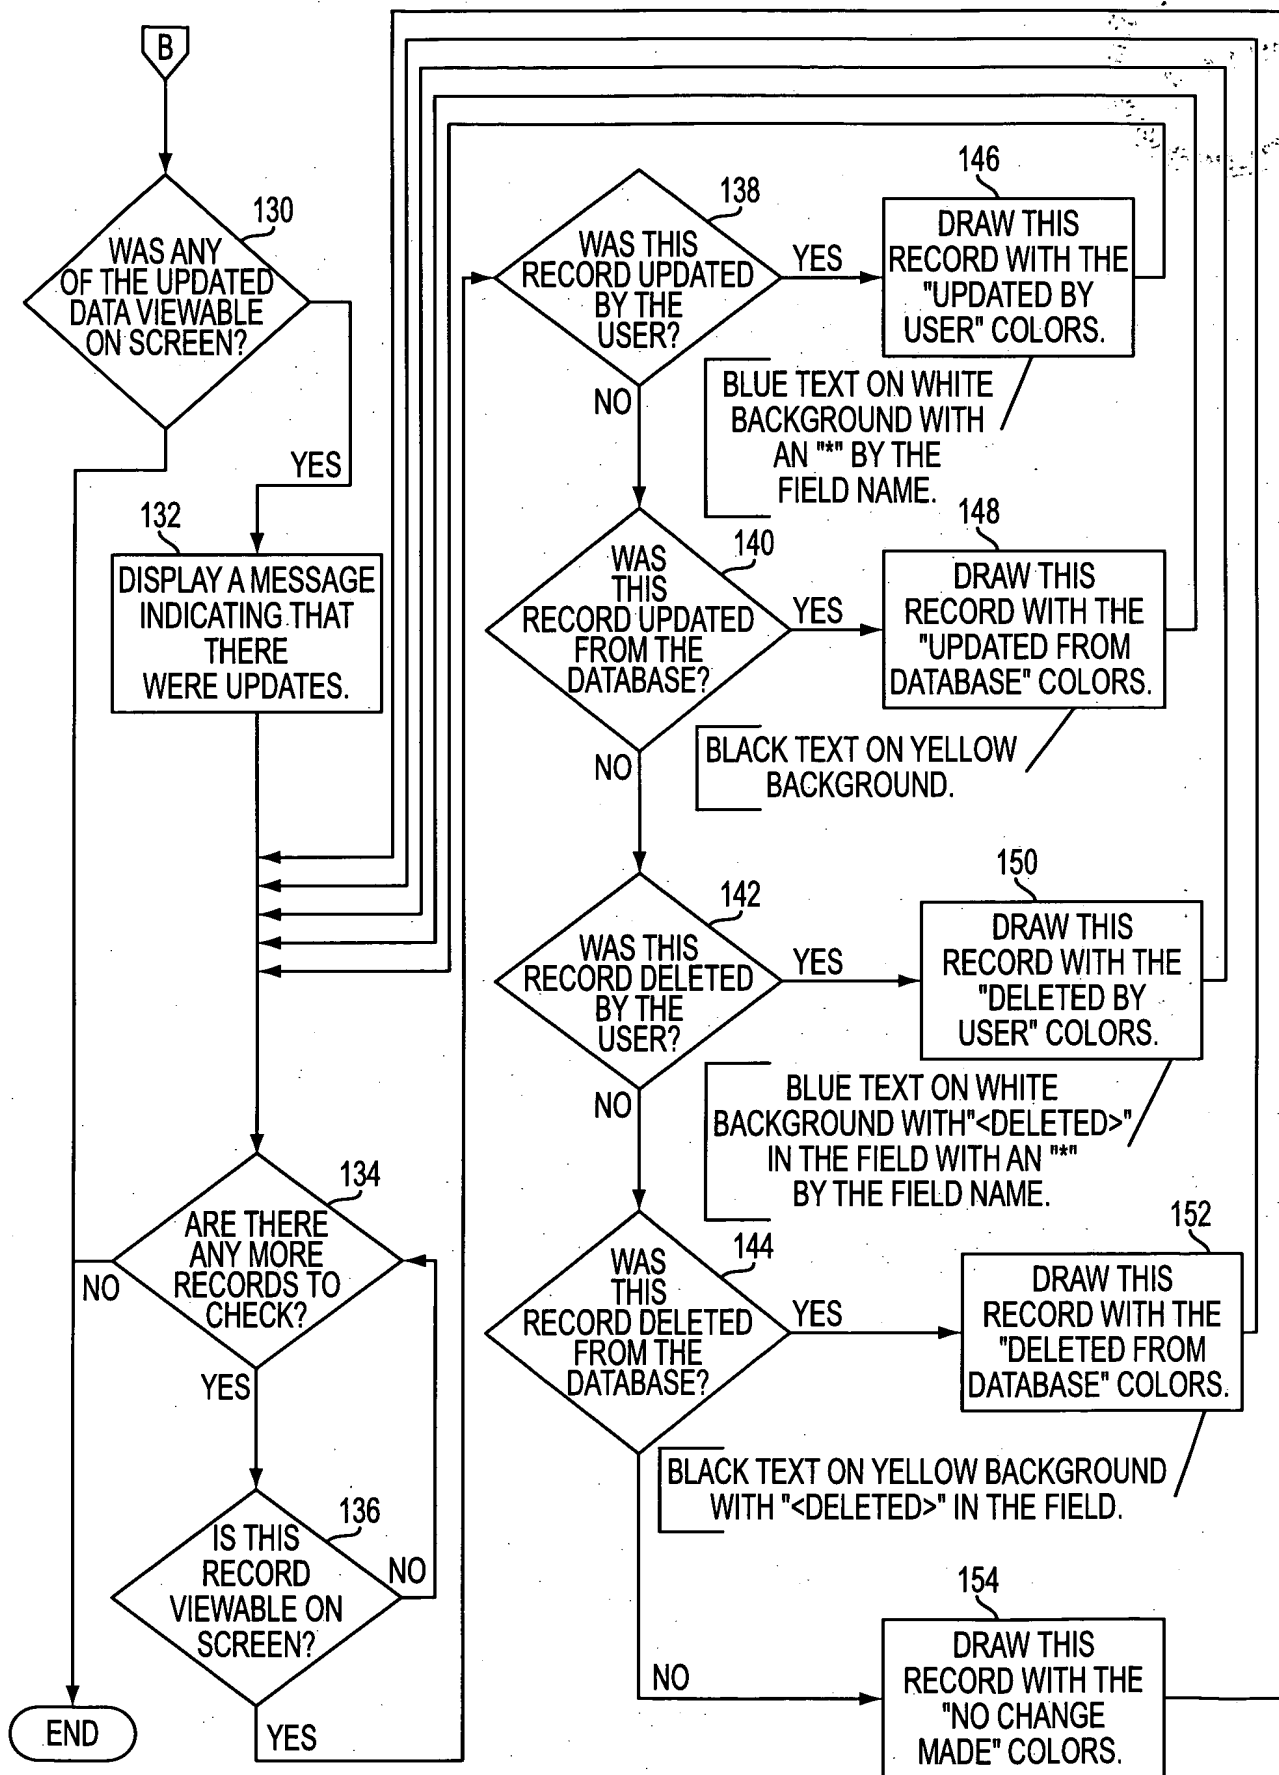 B
130
WAS ANY
OF THE UPDATED
DATA VIEWABLE
ON SCREEN?
YES
132
DISPLAY A MESSAGE
INDICATING THAT
THERE
WERE UPDATES.
134
ARE THERE
ANY MORE
RECORDS TO
CHECK?
NO
YES
136
IS THIS
RECORD
VIEWABLE ON
SCREEN?
NO
YES
END
138
WAS THIS
RECORD UPDATED
BY THE
USER?
YES
NO
146
DRAW THIS
RECORD WITH THE
"UPDATED BY
USER" COLORS.
BLUE TEXT ON WHITE
BACKGROUND WITH
AN "*" BY THE
FIELD NAME.
140
WAS
THIS
RECORD UPDATED
FROM THE
DATABASE?
YES
NO
148
DRAW THIS
RECORD WITH THE
"UPDATED FROM
DATABASE" COLORS.
BLACK TEXT ON YELLOW
BACKGROUND.
142
WAS THIS
RECORD DELETED
BY THE
USER?
YES
NO
150
DRAW THIS
RECORD WITH THE
"DELETED BY
USER" COLORS.
BLUE TEXT ON WHITE
BACKGROUND WITH"<DELETED>"
IN THE FIELD WITH AN "*"
BY THE FIELD NAME.
144
WAS
THIS
RECORD DELETED
FROM THE
DATABASE?
YES
NO
152
DRAW THIS
RECORD WITH THE
"DELETED FROM
DATABASE" COLORS.
BLACK TEXT ON YELLOW BACKGROUND
WITH "<DELETED>" IN THE FIELD.
154
DRAW THIS
RECORD WITH THE
"NO CHANGE
MADE" COLORS.